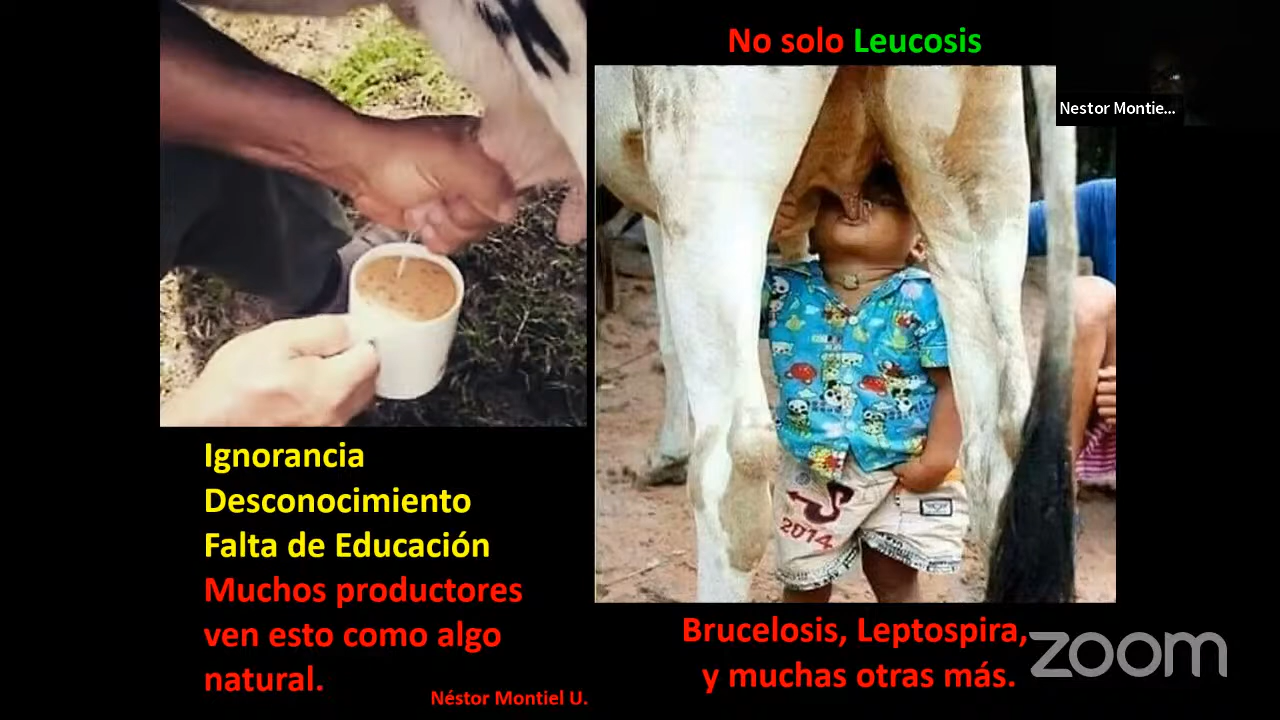 No solo Leucosis
Nestor Montie...
Ignorancia
Desconocimiento
Falta de Educación
Muchos productores
ven esto como algo
natural.
Néstor Montiel U.
2014
Brucelosis, Leptospira,
y muchas otras más.
zoom